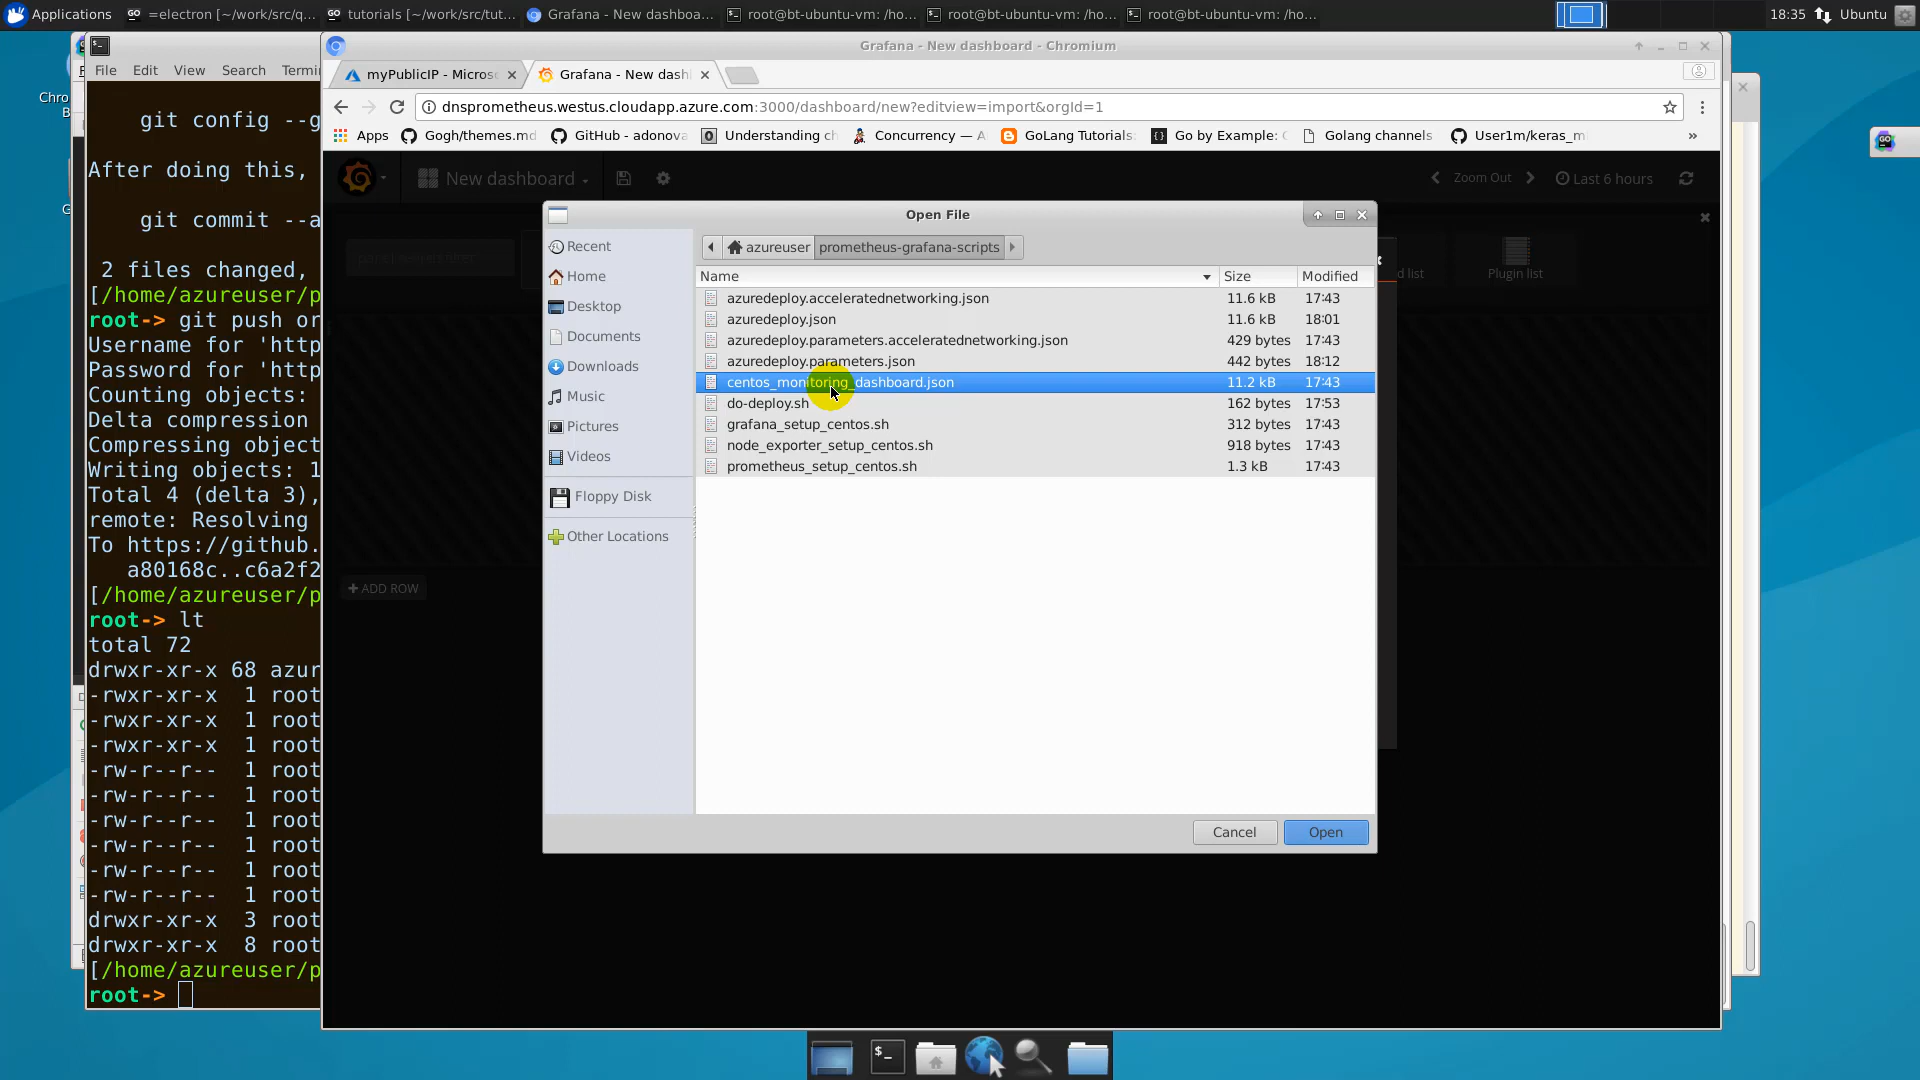 Applications
=electron [~/work/src/q...
tutorials [~/work/src/tut...
Grafana - New dashboa...
root@bt-ubuntu-vm: /ho...
root@bt-ubuntu-vm: /ho...
root@bt-ubuntu-vm: /ho...
18:35
Ubuntu
Grafana - New dashboard - Chromium
File Edit View Search Termi
myPublicIP - Micros
Grafana - New dashl
dnsprometheus.westus.cloudapp.azure.com:3000/dashboard/new?editview=import&orgId=1
Apps
Gogh/themes.md
GitHub - adonova
Understanding ch
Concurrency — A
GoLang Tutorials:
Go by Example:
Golang channels
User1m/keras_m
»
Chro
B
G
New dashboard
Zoom Out
Last 6 hours
d list
Plugin list
+ ADD ROW
git config --g
After doing this,
git commit --a
2 files changed,
[/home/azureuser/p
root-> git push or
Username for 'http
Password for 'http
Counting objects:
Delta compression
Compressing object
Writing objects: 1
Total 4 (delta 3),
remote: Resolving
To https://github.
a80168c..c6a2f2
[/home/azureuser/p
root-> lt
total 72
drwxr-xr-x 68 azur
-rwxr-xr-x 1 root
-rwxr-xr-x 1 root
-rwxr-xr-x 1 root
-rw-r--r-- 1 root
-rw-r--r-- 1 root
-rw-r--r-- 1 root
-rw-r--r-- 1 root
-rw-r--r-- 1 root
-rw-r--r-- 1 root
drwxr-xr-x 3 root
drwxr-xr-x 8 root
[/home/azureuser/p
root->
Open File
Recent
Home
Desktop
Documents
Downloads
Music
Pictures
Videos
Floppy Disk
Other Locations
azureuser
prometheus-grafana-scripts
Name Size Modified
azuredeploy.acceleratednetworking.json 11.6 kB 17:43
azuredeploy.json 11.6 kB 18:01
azuredeploy.parameters.acceleratednetworking.json 429 bytes 17:43
azuredeploy.parameters.json 442 bytes 18:12
centos_monitoring_dashboard.json 11.2 kB 17:43
do-deploy.sh 162 bytes 17:53
grafana_setup_centos.sh 312 bytes 17:43
node_exporter_setup_centos.sh 918 bytes 17:43
prometheus_setup_centos.sh 1.3 kB 17:43
Cancel
Open